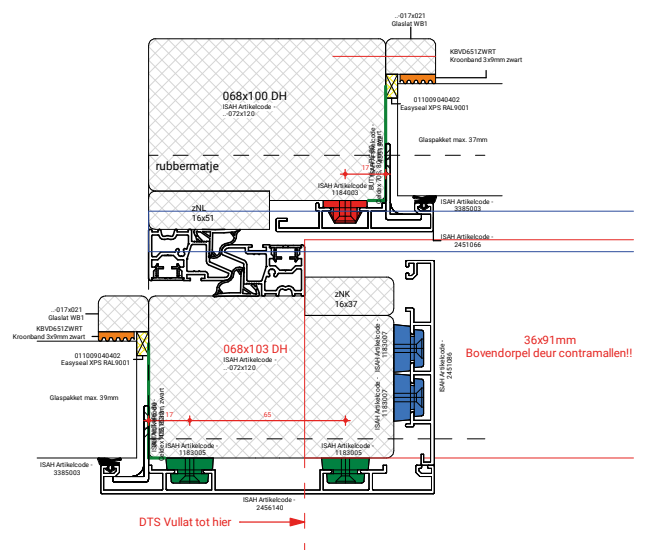 ..-017x021
Glaslat WB1
KBVD651ZWRT
Kroonband 3x9mm zwart
068x100 DH
ISAH Artikelcode -
..-072x120
011009040402
Easyseal XPS RAL9001
Glaspakket max. 37mm
rubbermatje
17
ISAH Artikelcode -
1184003
ISAH Artikelcode -
3385003
zNL
16x51
ISAH Artikelcode -
2451066
zNK
16x37
..-017x021
Glaslat WB1
KBVD651ZWRT
Kroonband 3x9mm zwart
011009040402
Easyseal XPS RAL9001
068x103 DH
ISAH Artikelcode -
..-072x120
ISAH Artikelcode -
1183007
ISAH Artikelcode -
1183007
ISAH Artikelcode -
2451086
36x91mm
Bovendorpel deur contramallen!!
Glaspakket max. 39mm
17
65
ISAH Artikelcode -
1183005
ISAH Artikelcode -
1183005
ISAH Artikelcode -
3385003
ISAH Artikelcode -
2456140
DTS Vullat tot hier